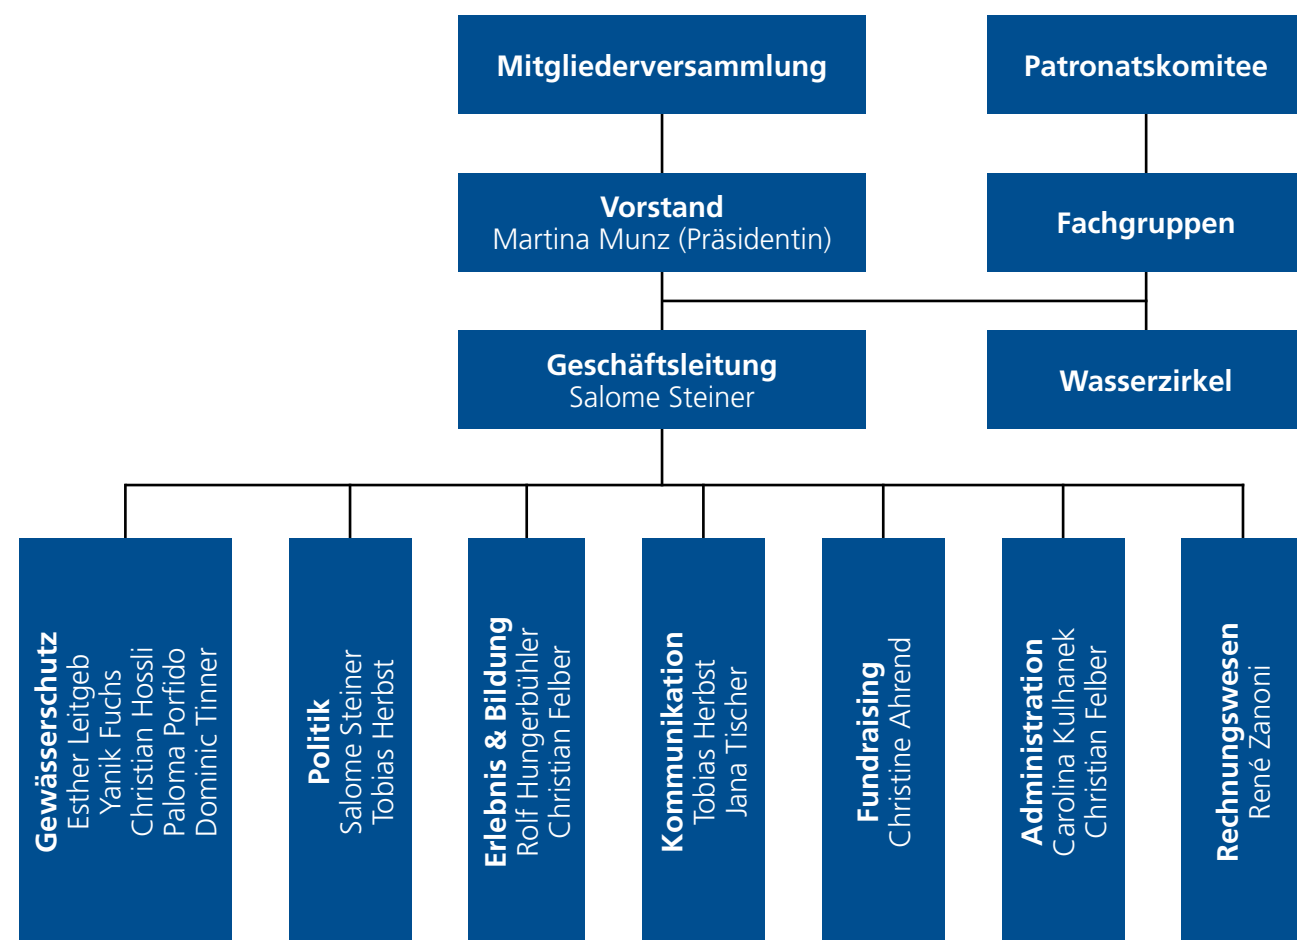 Mitgliederversammlung
Patronatskomitee
Vorstand
Martina Munz (Präsidentin)
Fachgruppen
Geschäftsleitung
Salome Steiner
Wasserzirkel
Gewässerschutz
Esther Leitgeb
Yanik Fuchs
Christian Hossli
Paloma Porfido
Dominic Tinner
Politik
Salome Steiner
Tobias Herbst
Erlebnis & Bildung
Rolf Hungerbühler
Christian Felber
Kommunikation
Tobias Herbst
Jana Tischer
Fundraising
Christine Ahrend
Administration
Carolina Kulhanek
Christian Felber
Rechnungswesen
René Zanoni